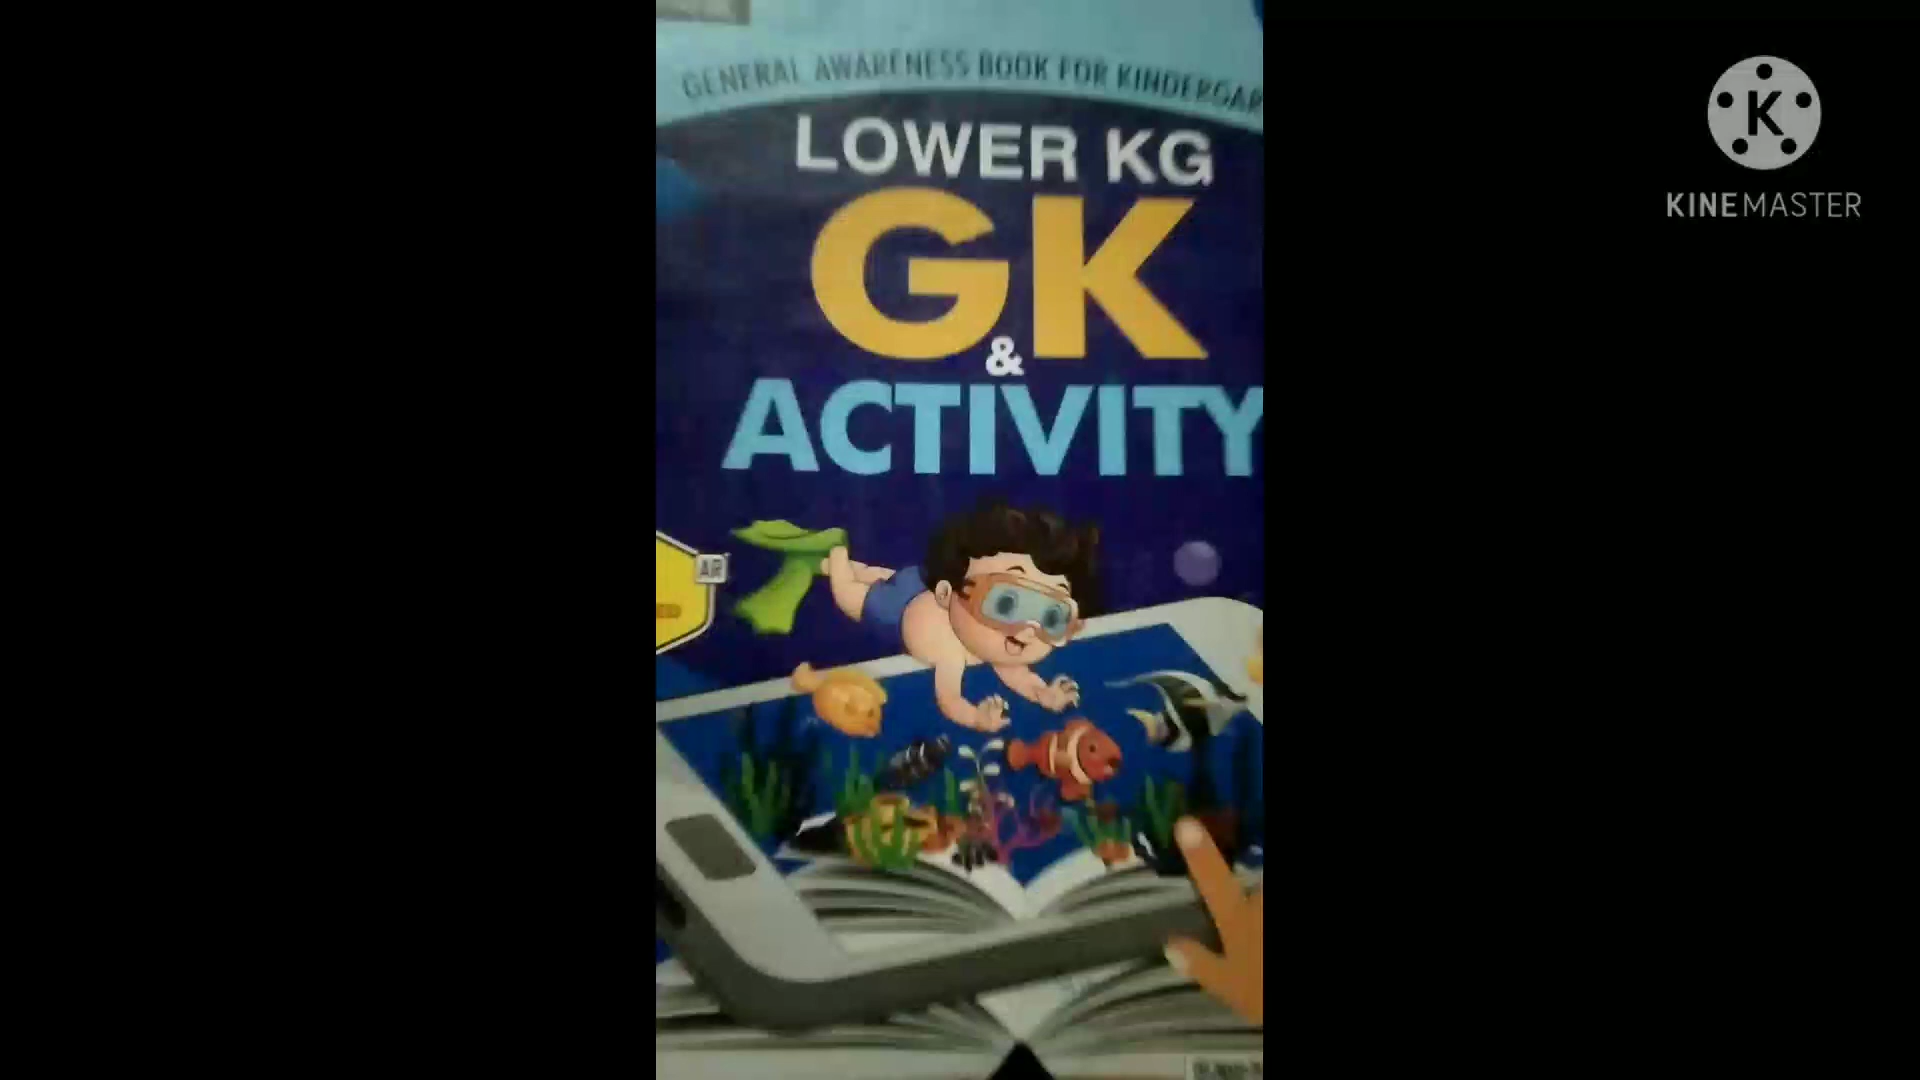 GENERAL AWARENESS BOOK FOR KINDERGAR
LOWER KG
GK
&
ACTIVITY
AR
K
KINEMASTER